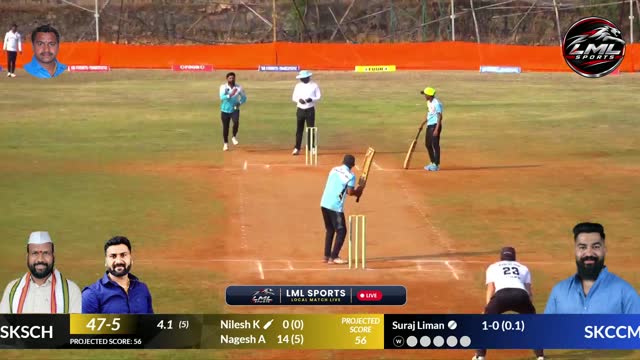 LML
SPORTS
FOUR
LML SPORTS
LOCAL MATCH LIVE
LIVE
23
SKSCH
47-5
4.1 (5)
PROJECTED SCORE: 56
Nilesh K 0 (0)
Nagesh A 14 (5)
PROJECTED
SCORE
56
Suraj Liman
1-0 (0.1)
W
SKCCM